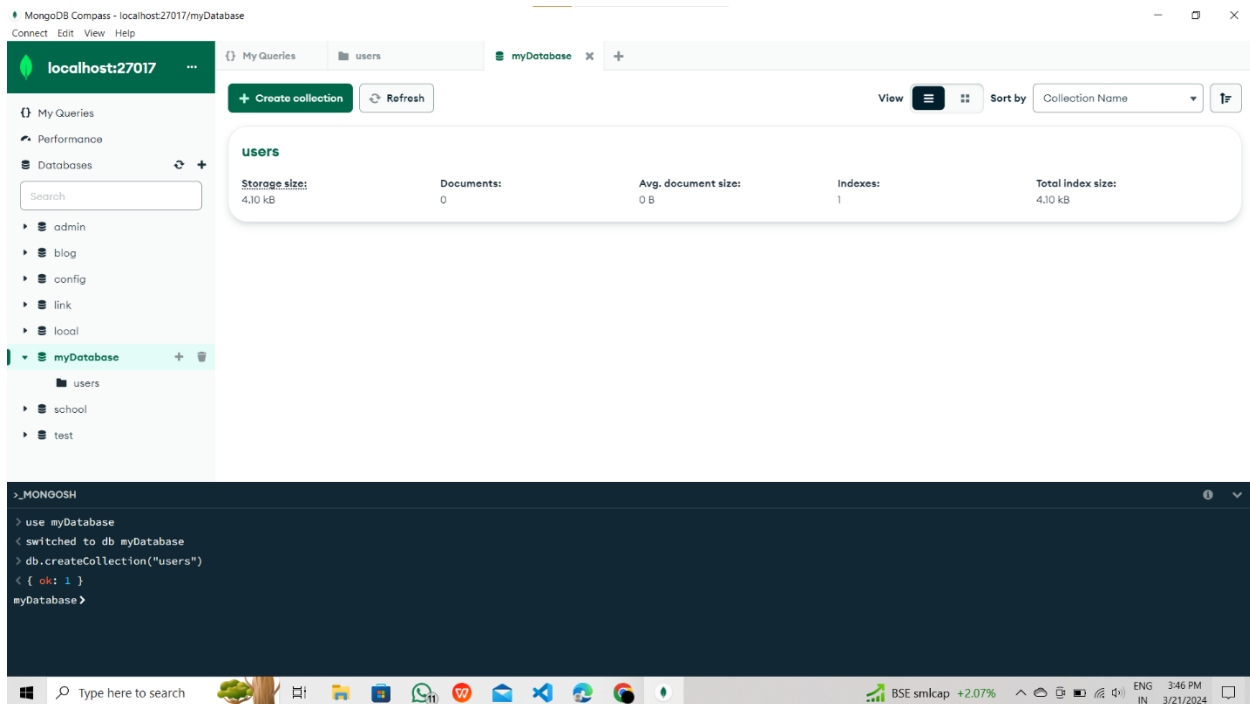 MongoDB Compass - localhost:27017/myDatabase
Connect Edit View Help
localhost:27017 ...
{} My Queries
Performance
Databases
Search
admin
blog
config
link
local
myDatabase
users
school
test
{} My Queries users myDatabase
+ Create collection Refresh View Sort by Collection Name
users
Storage size: Documents: Avg. document size: Indexes: Total index size:
4.10 kB 0 0 B 1 4.10 kB
>_MONGOSH
> use myDatabase
< switched to db myDatabase
> db.createCollection("users")
< { ok: 1 }
myDatabase>
Type here to search 11 W BSE smlcap +2.07% ENG 3:46 PM
IN 3/21/2024